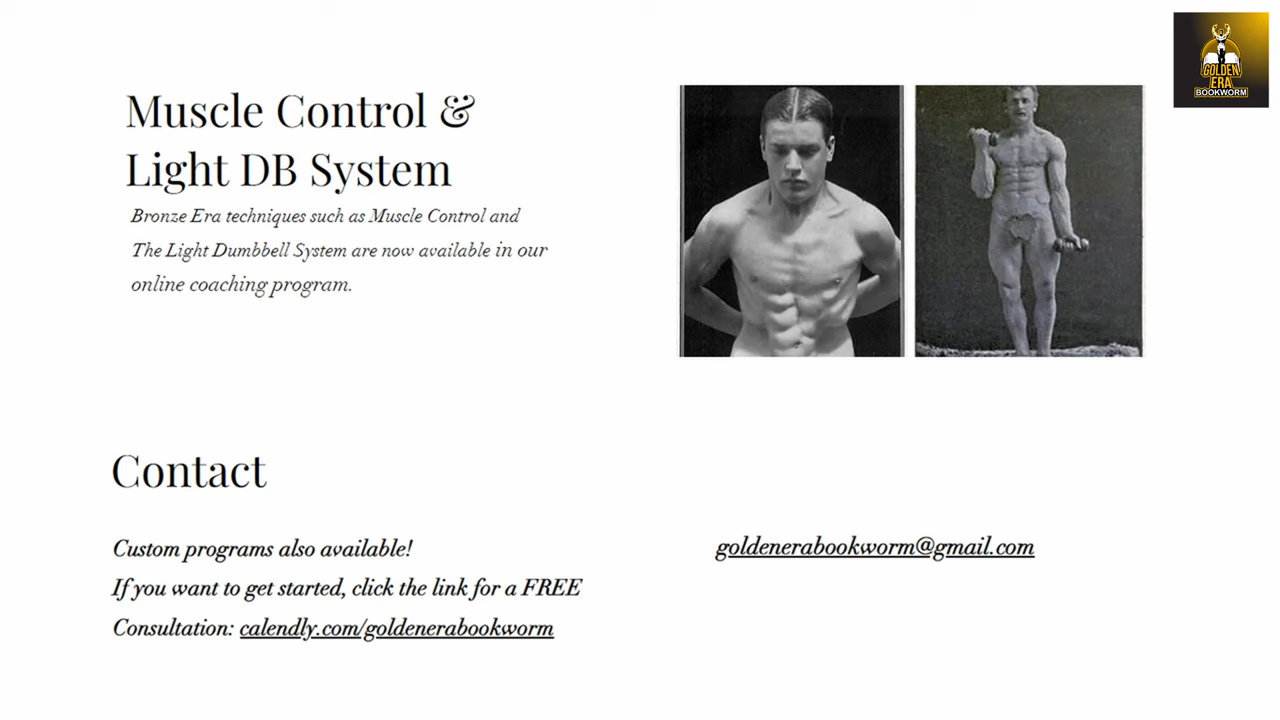 GOLDEN
ERA
BOOKWORM
Muscle Control &
Light DB System
Bronze Era techniques such as Muscle Control and
The Light Dumbbell System are now available in our
online coaching program.
Contact
Custom programs also available!
If you want to get started, click the link for a FREE
Consultation: calendly.com/goldenerabookworm
goldenerabookworm@gmail.com